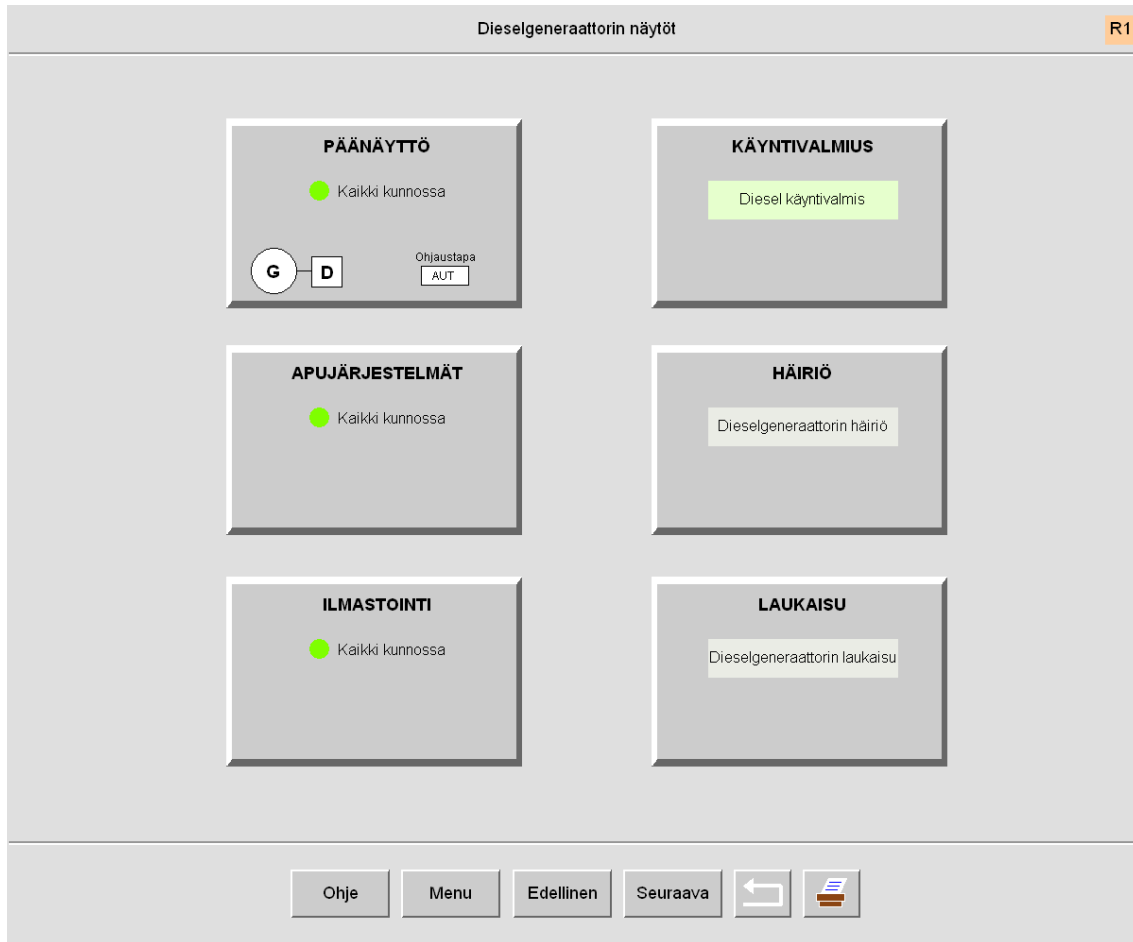 Dieselgeneraattorin näytöt
R1
PÄÄNÄYTTÖ
Kaikki kunnossa
G
D
Ohjaustapa
AUT
KÄYNTIVALMIUS
Diesel käyntivalmis
APUJÄRJESTELMÄT
Kaikki kunnossa
HÄIRIÖ
Dieselgeneraattorin häiriö
ILMASTOINTI
Kaikki kunnossa
LAUKAISU
Dieselgeneraattorin laukaisu
Ohje
Menu
Edellinen
Seuraava